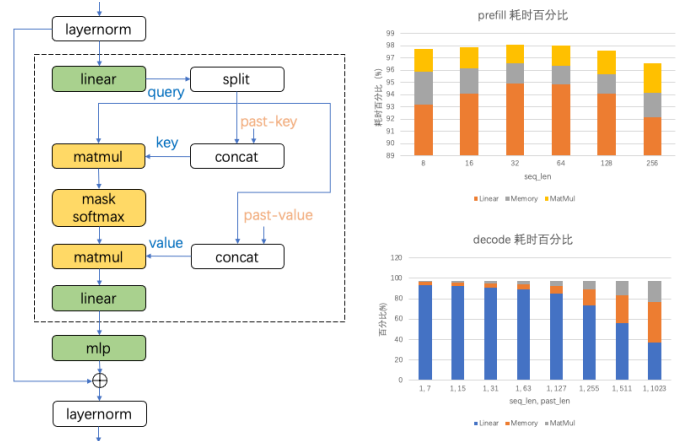 layernorm
linear
split
query
past-key
key
matmul
concat
mask
softmax
past-value
value
matmul
concat
linear
mlp
layernorm
prefill 耗时百分比
耗时百分比 (%)
99
98
97
96
95
94
93
92
91
90
89
8 16 32 64 128 256
seq_len
Linear Memory MatMul
decode 耗时百分比
百分比(%)
120
100
80
60
40
20
0
1, 7 1, 15 1, 31 1, 63 1, 127 1, 255 1, 511 1, 1023
seq_len, past_len
Linear Memory MatMul